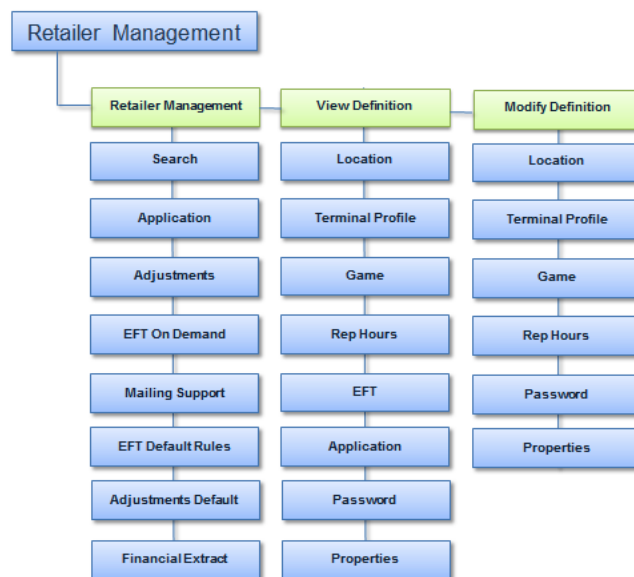 Retailer Management
Retailer Management
View Definition
Modify Definition
Search
Location
Location
Application
Terminal Profile
Terminal Profile
Adjustments
Game
Game
EFT On Demand
Rep Hours
Rep Hours
Mailing Support
EFT
Password
EFT Default Rules
Application
Properties
Adjustments Default
Password
Financial Extract
Properties